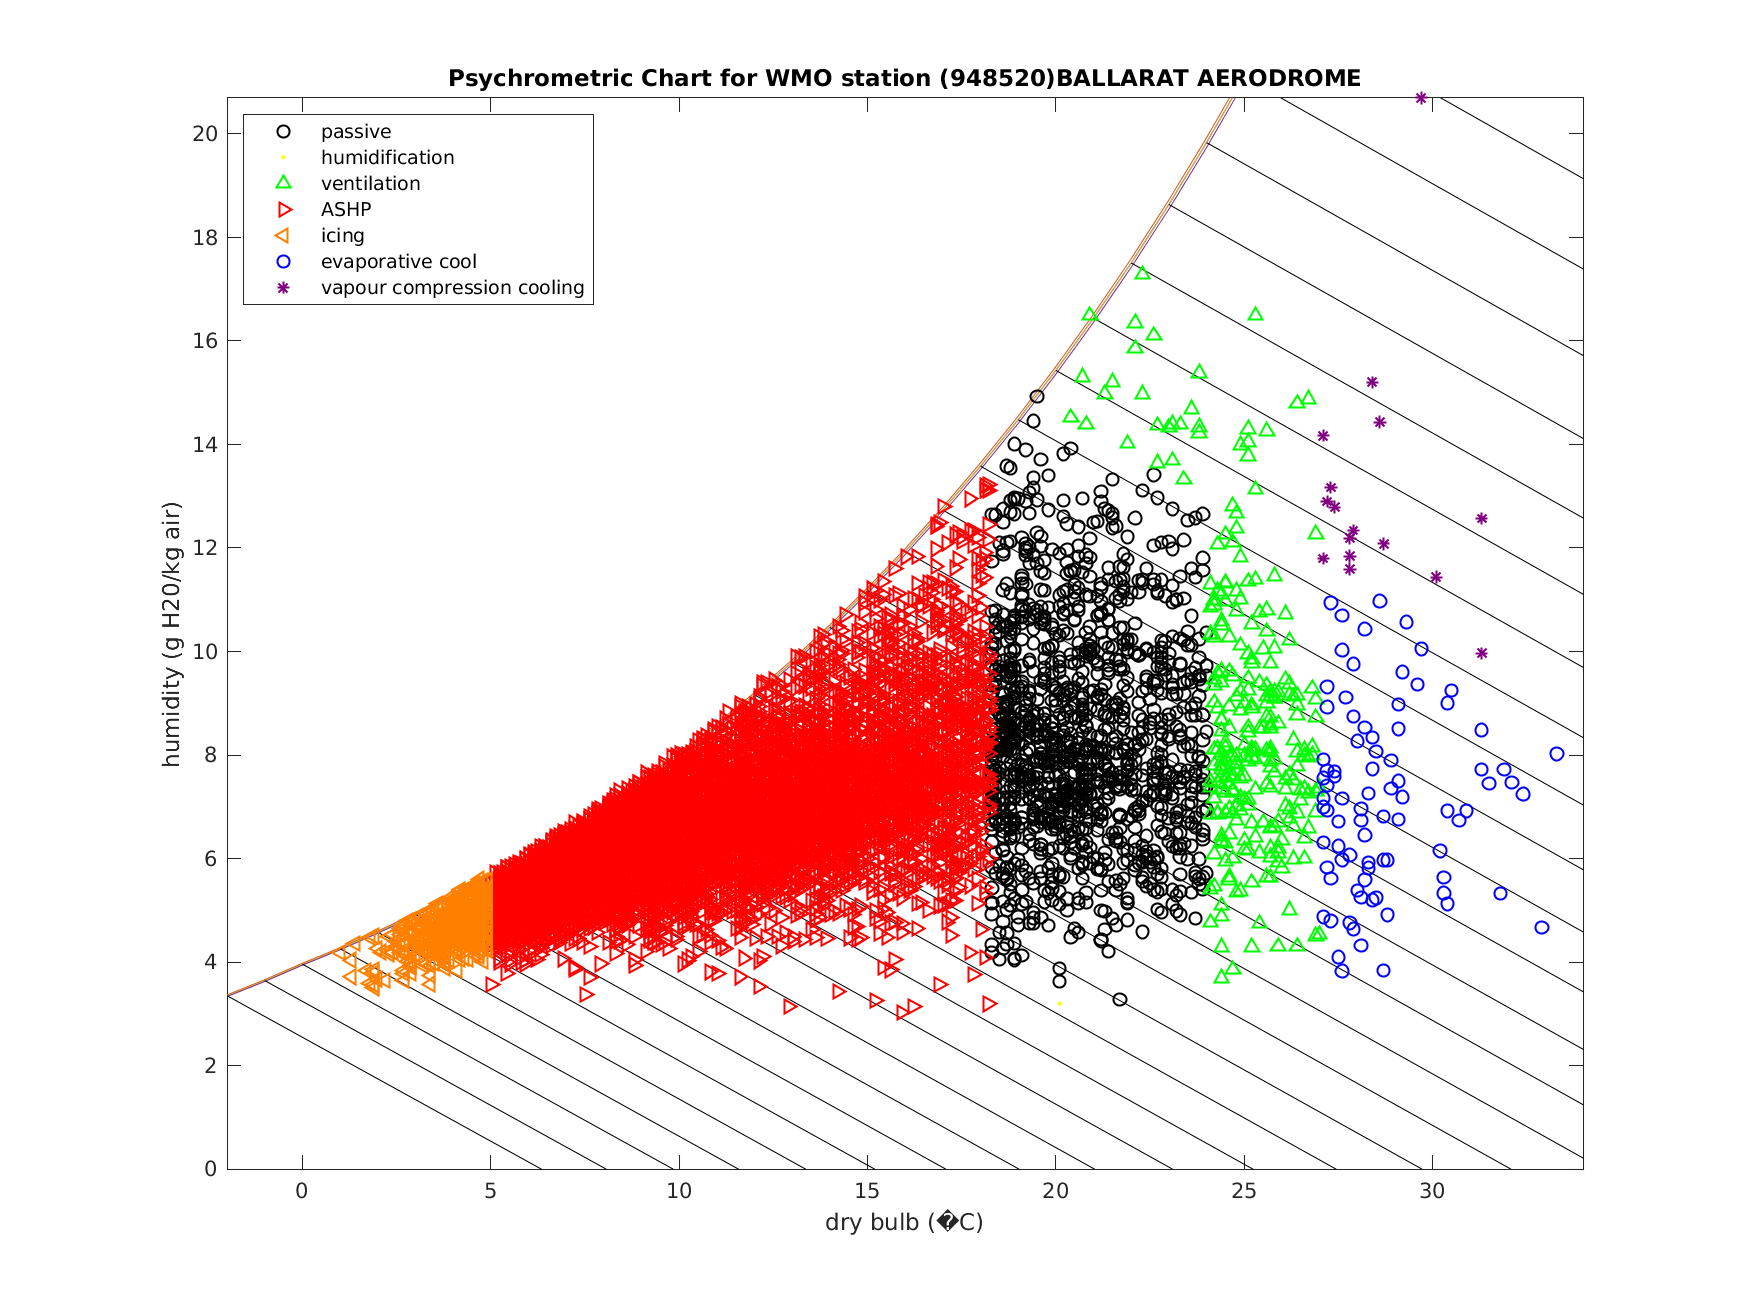 Psychrometric Chart for WMO station (948520)BALLARAT AERODROME
passive
humidification
ventilation
ASHP
icing
evaporative cool
vapour compression cooling
humidity (g H20/kg air)
20
18
16
14
12
10
8
6
4
2
0
0 5 10 15 20 25 30
dry bulb (�C)